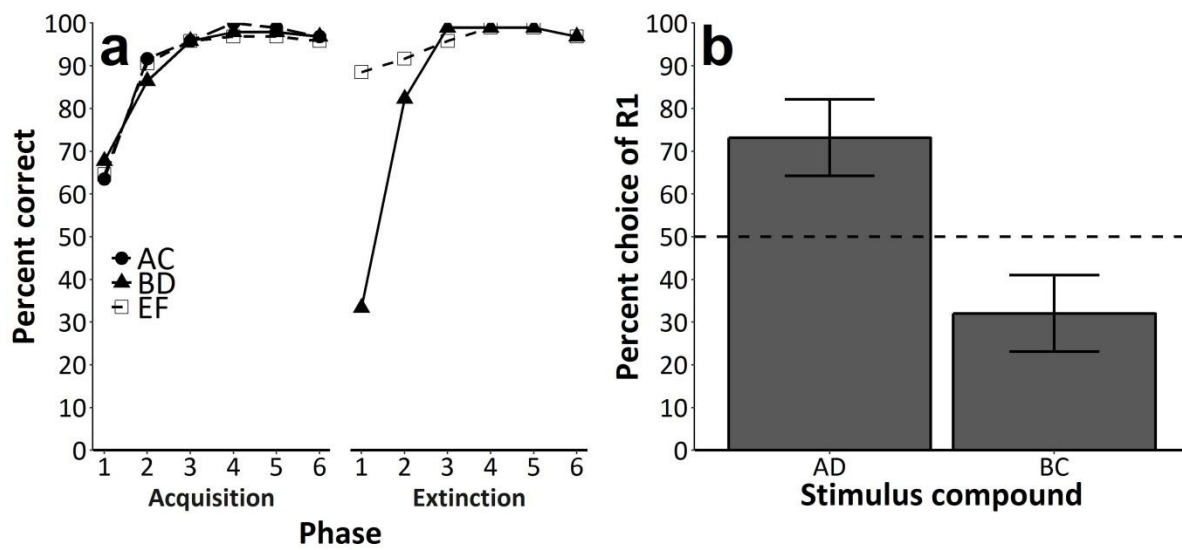 a
Percent correct
100
90
80
70
60
50
40
30
20
10
0
AC
BD
EF
1 2 3 4 5 6
1 2 3 4 5 6
Acquisition
Extinction
Phase
b
Percent choice of R1
100
90
80
70
60
50
40
30
20
10
0
AD
BC
Stimulus compound